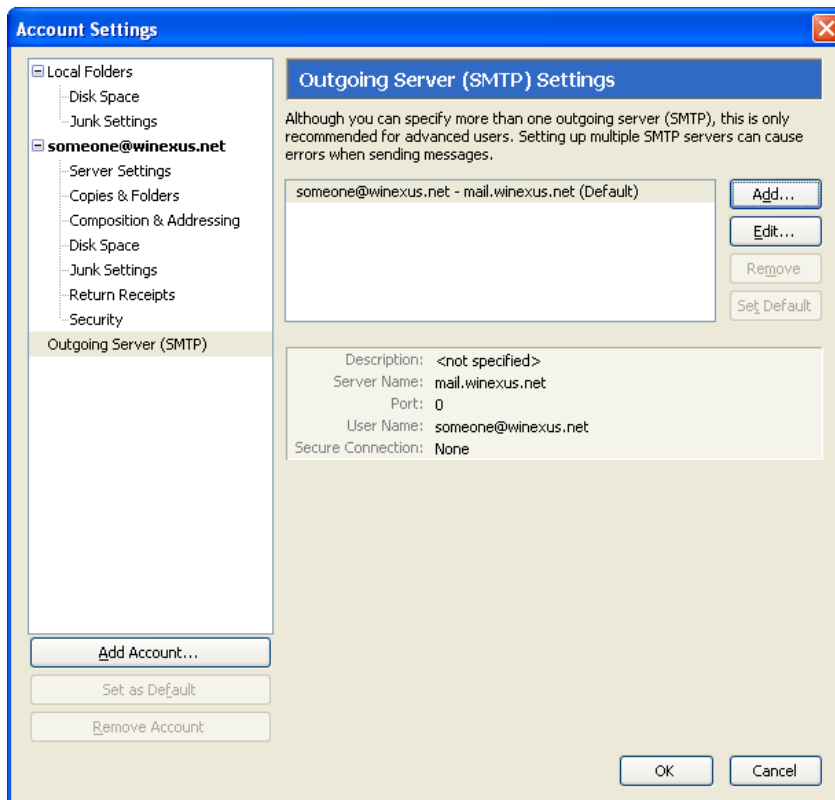 Account Settings
Local Folders
Disk Space
Junk Settings
someone@winexus.net
Server Settings
Copies & Folders
Composition & Addressing
Disk Space
Junk Settings
Return Receipts
Security
Outgoing Server (SMTP)
Add Account...
Set as Default
Remove Account
Outgoing Server (SMTP) Settings
Although you can specify more than one outgoing server (SMTP), this is only
recommended for advanced users. Setting up multiple SMTP servers can cause
errors when sending messages.
someone@winexus.net - mail.winexus.net (Default)
Add...
Edit...
Remove
Set Default
Description: <not specified>
Server Name: mail.winexus.net
Port: 0
User Name: someone@winexus.net
Secure Connection: None
OK
Cancel